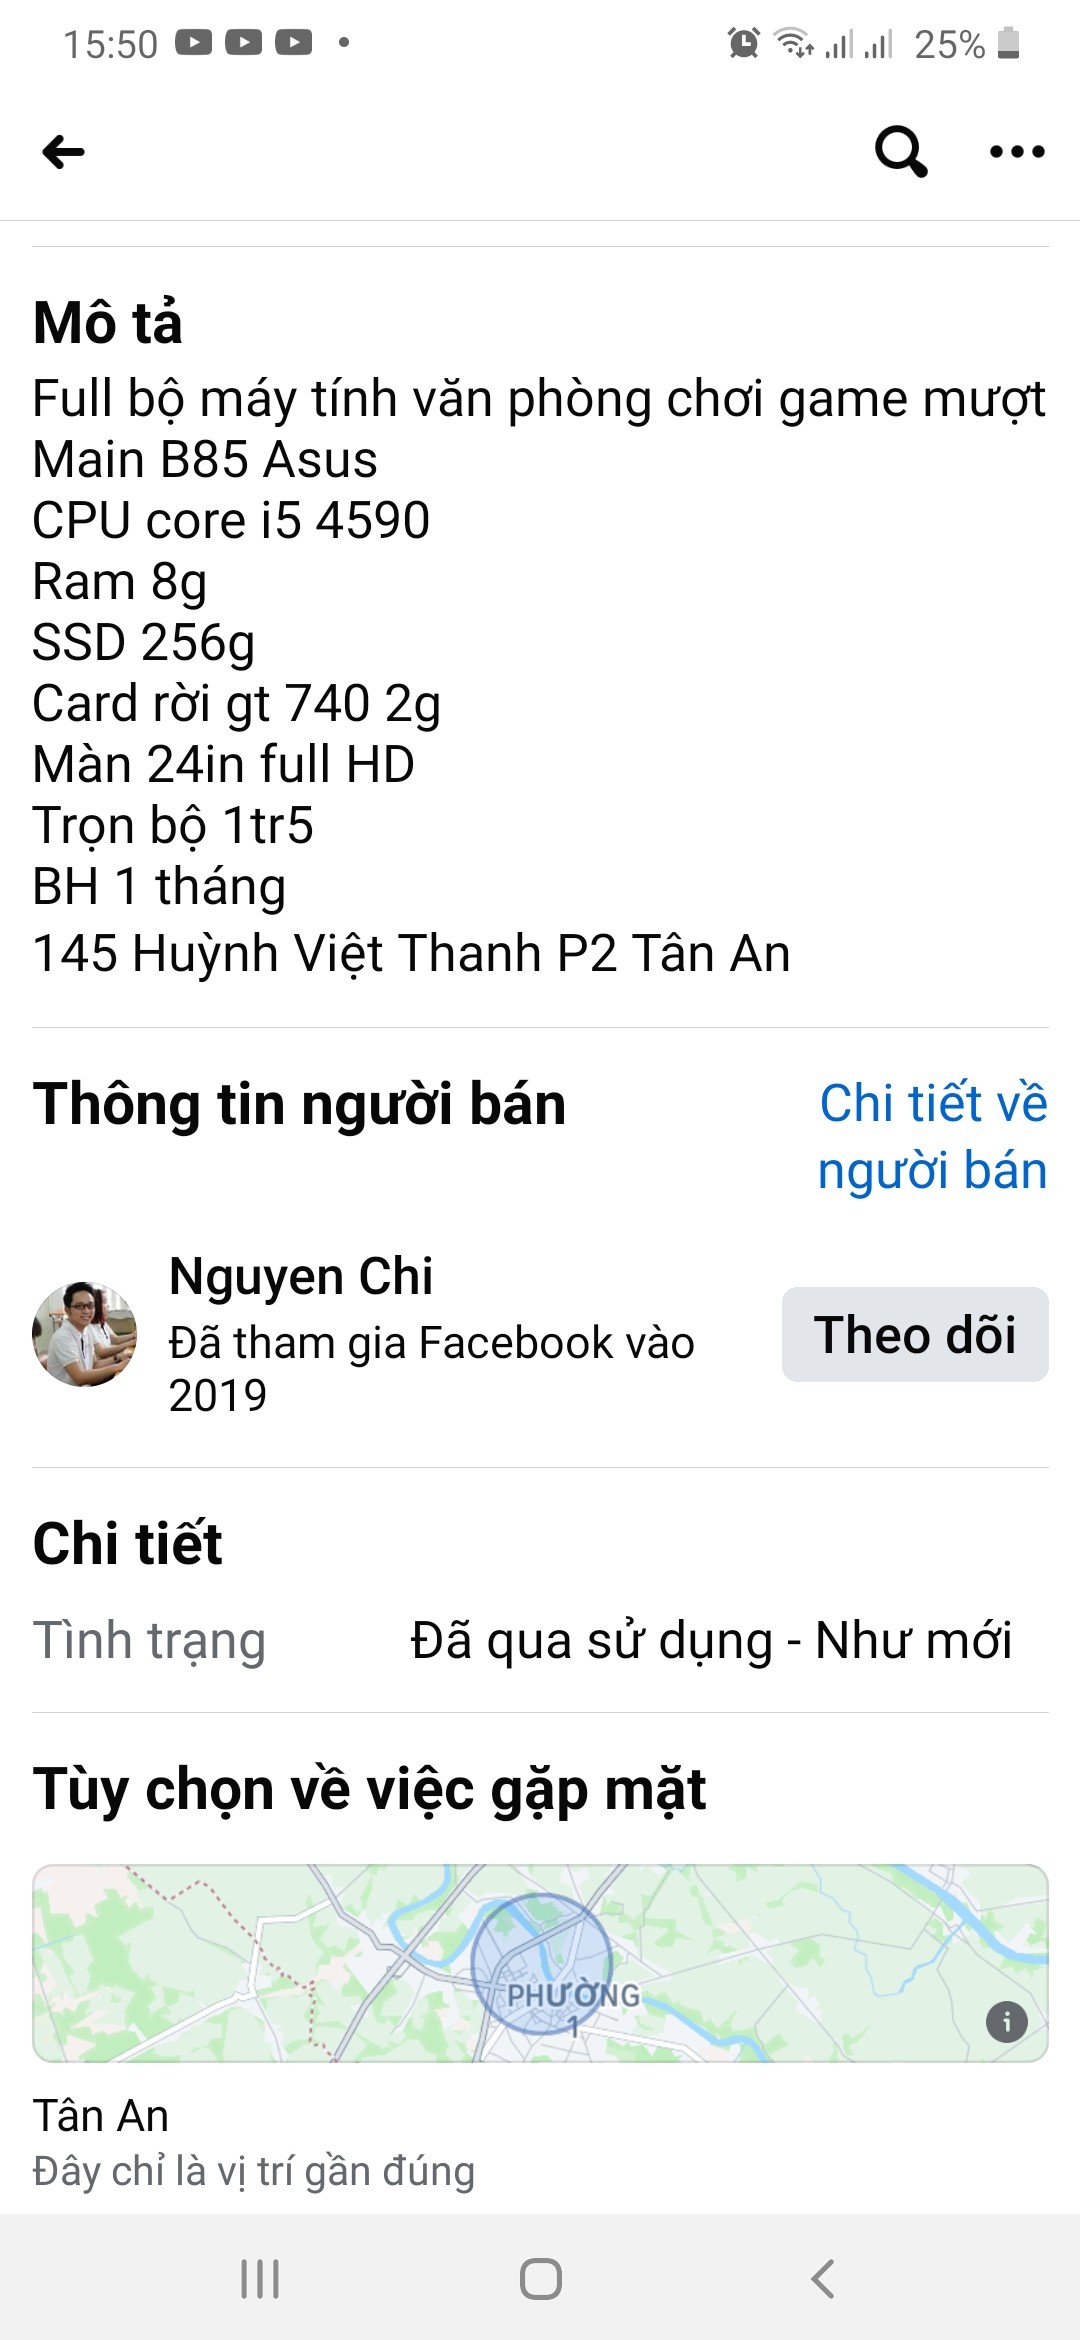 15:50
25%
Mô tả
Full bộ máy tính văn phòng chơi game mượt
Main B85 Asus
CPU core i5 4590
Ram 8g
SSD 256g
Card rời gt 740 2g
Màn 24in full HD
Trọn bộ 1tr5
BH 1 tháng
145 Huỳnh Việt Thanh P2 Tân An
Thông tin người bán
Chi tiết về
người bán
Nguyen Chi
Đã tham gia Facebook vào
2019
Theo dõi
Chi tiết
Tình trạng
Đã qua sử dụng - Như mới
Tùy chọn về việc gặp mặt
PHƯỜNG
1
Tân An
Đây chỉ là vị trí gần đúng